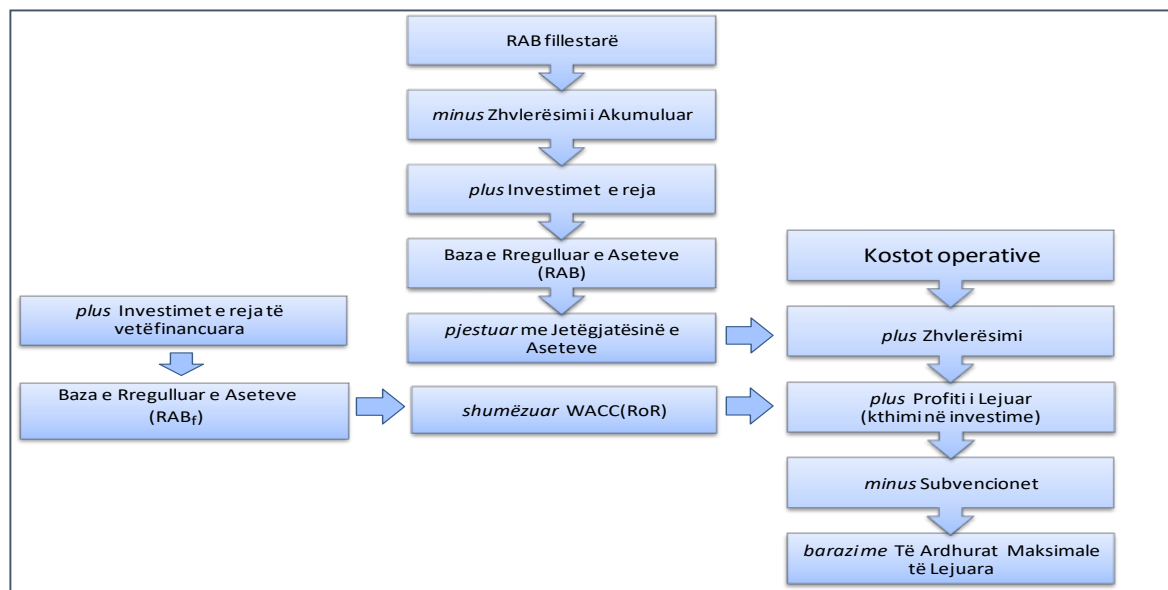 RAB fillestarë
minus Zhvlerësimi i Akumuluar
plus Investimet e reja
Baza e Rregulluar e Aseteve
(RAB)
pjestuar me Jetëgjatësinë e
Aseteve
plus Investimet e reja të
vetëfinancuara
Baza e Rregulluar e Aseteve
(RABf)
shumëzuar WACC(RoR)
Kostot operative
plus Zhvlerësimi
plus Profiti i Lejuar
(kthimi në investime)
minus Subvencionet
barazi me Të Ardhurat Maksimale
të Lejuara